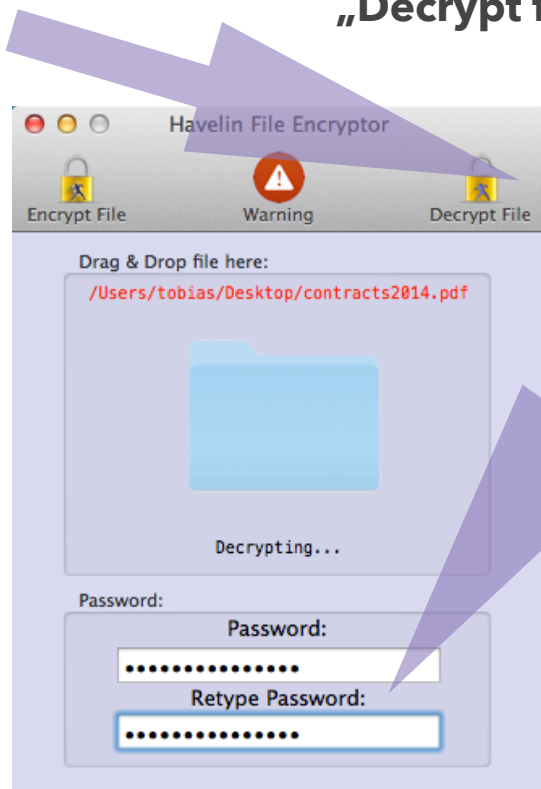 „Decrypt
Havelin File Encryptor
Encrypt File
Warning
Decrypt File
Drag & Drop file here:
/Users/tobias/Desktop/contracts2014.pdf
Decrypting...
Password:
Password:
•••••••••••••••
Retype Password:
•••••••••••••••